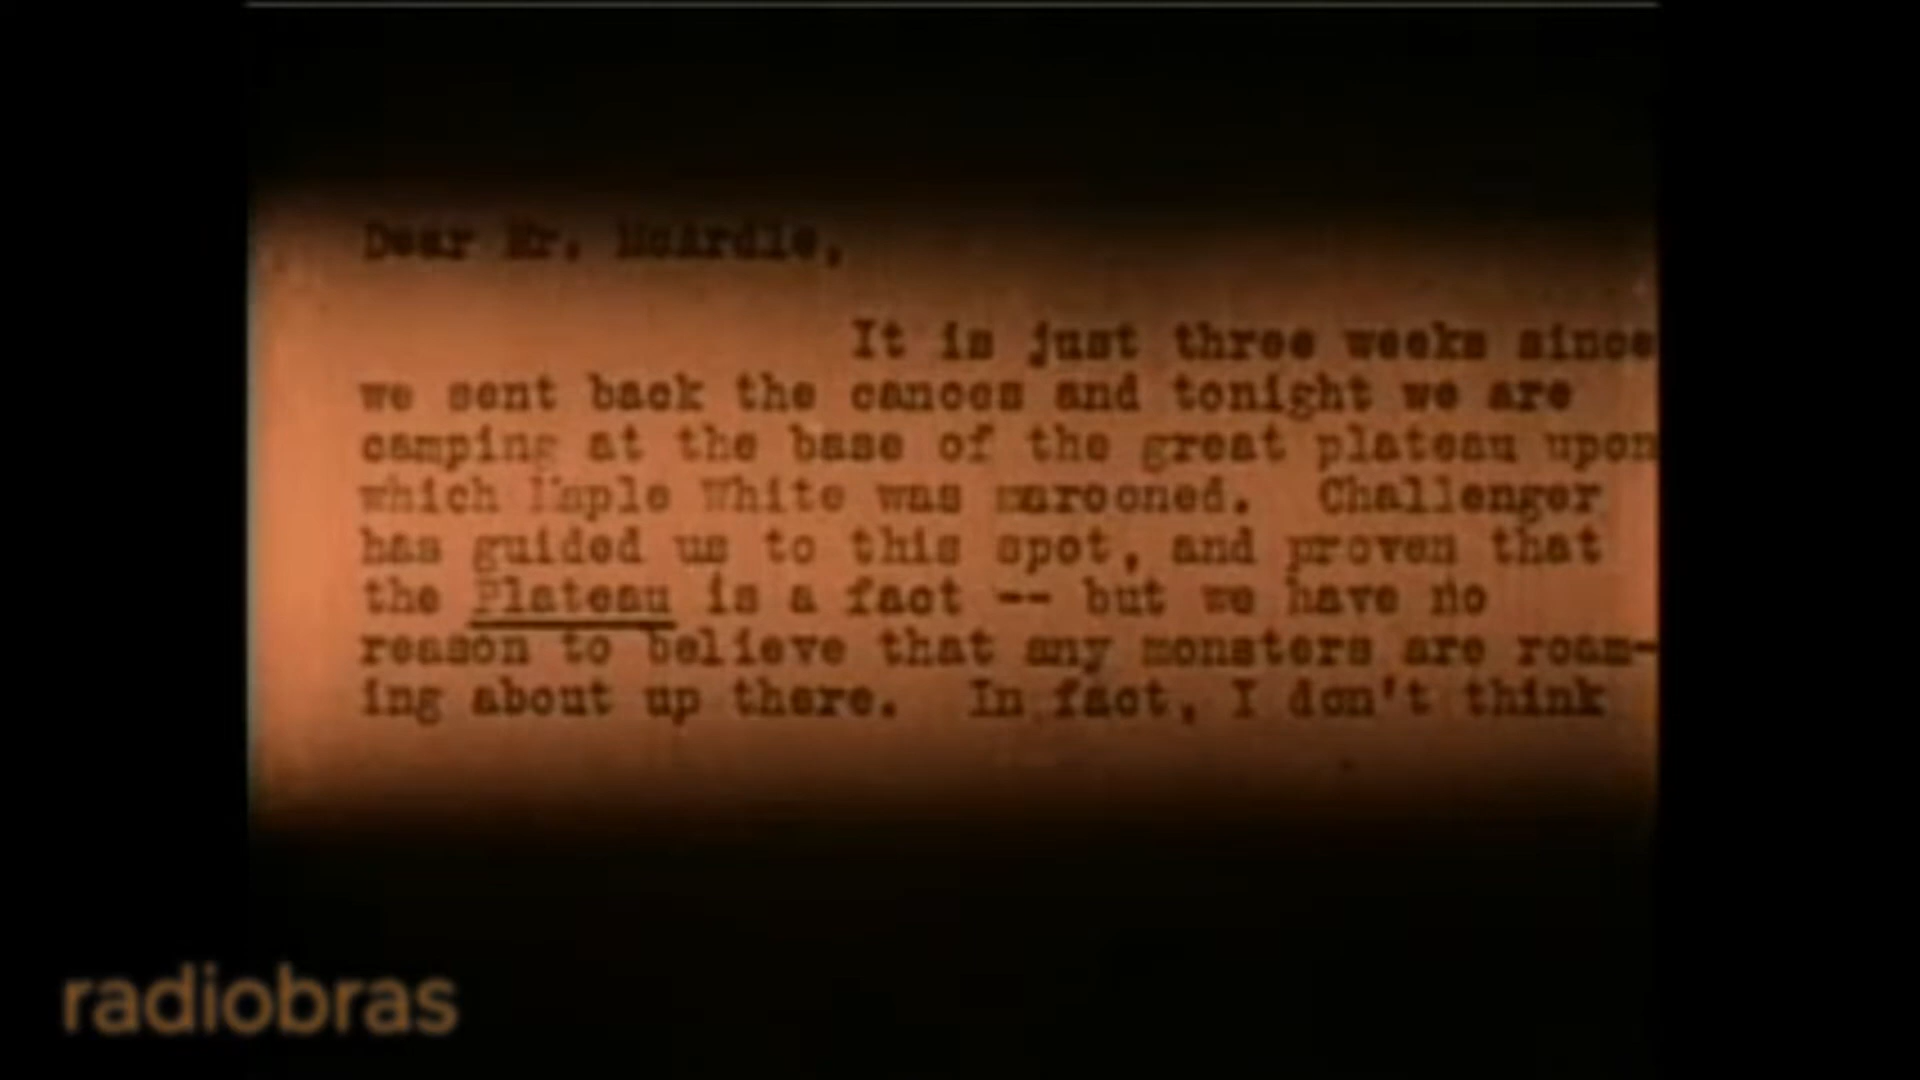 Dear Mr. McArdle,
It is just three weeks since
we sent back the canoes and tonight we are
camping at the base of the great plateau upon
which Maple White was marooned. Challenger
has guided us to this spot, and proven that
the Plateau is a fact -- but we have no
reason to believe that any monsters are roam-
ing about up there. In fact, I don't think
radiobras